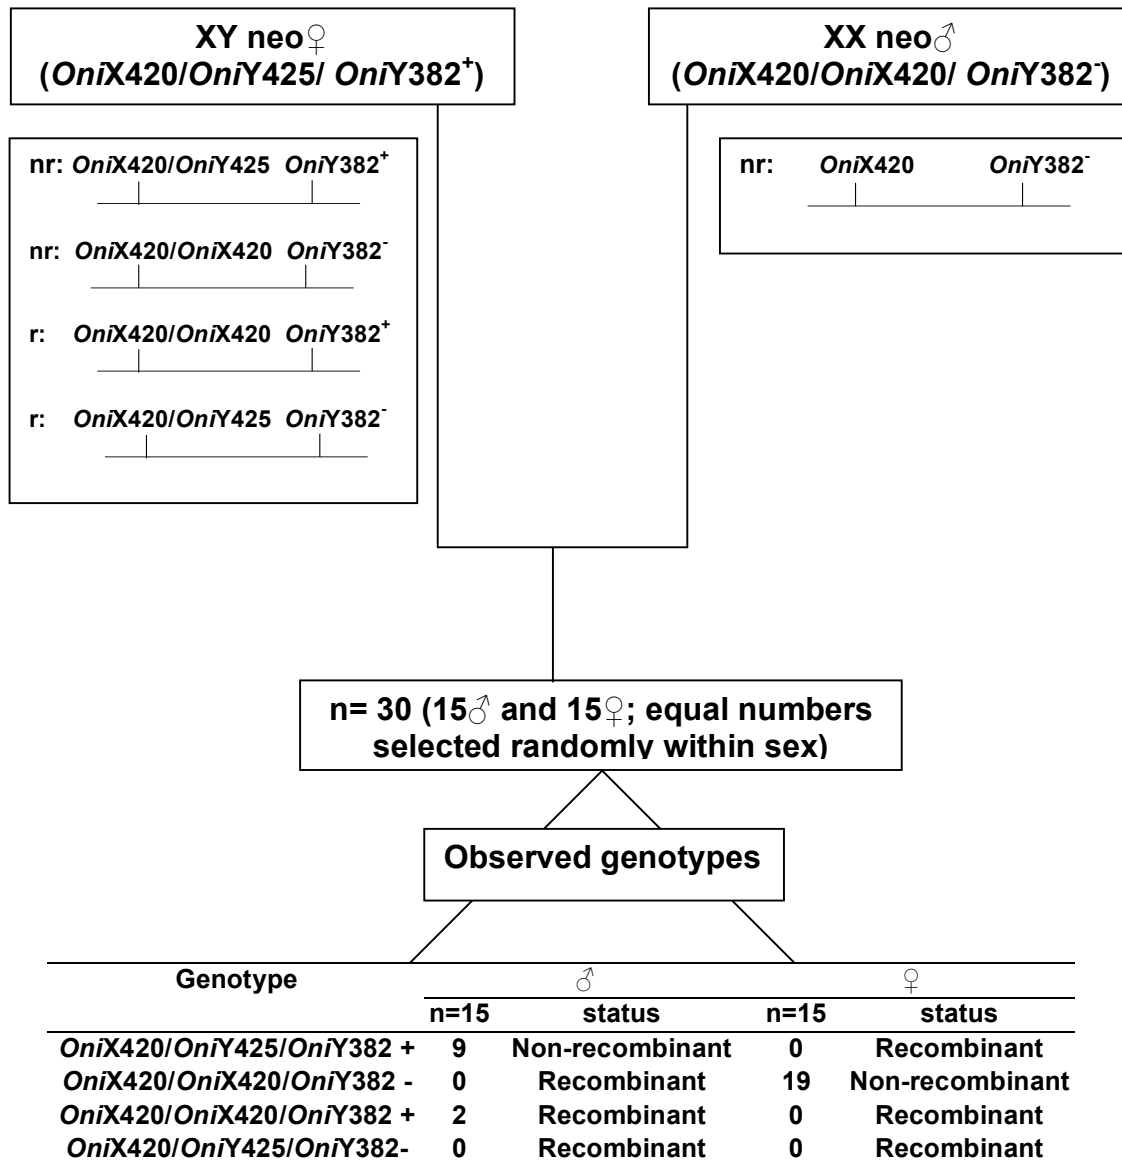 XY neo♀
(OniX420/OniY425/ OniY382⁺)
XX neo♂
(OniX420/OniX420/ OniY382⁻)
nr: OniX420/OniY425 OniY382⁺
nr: OniX420/OniX420 OniY382⁻
r: OniX420/OniX420 OniY382⁺
r: OniX420/OniY425 OniY382⁻
nr: OniX420 OniY382⁻
n= 30 (15♂ and 15♀; equal numbers
selected randomly within sex)
Observed genotypes
Genotype ♂ ♀
n=15 status n=15 status
OniX420/OniY425/OniY382 + 9 Non-recombinant 0 Recombinant
OniX420/OniX420/OniY382 - 0 Recombinant 19 Non-recombinant
OniX420/OniX420/OniY382 + 2 Recombinant 0 Recombinant
OniX420/OniY425/OniY382- 0 Recombinant 0 Recombinant